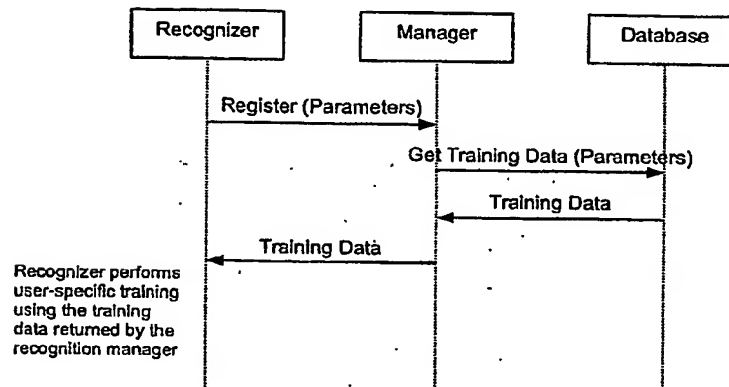 Recognizer
Manager
Database
Register (Parameters)
Get Training Data (Parameters)
Training Data
Training Data
Recognizer performs
user-specific training
using the training
data returned by the
recognition manager